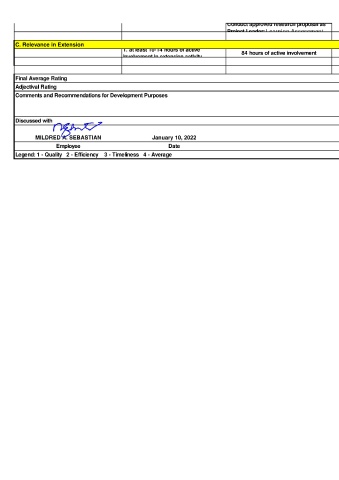 Conduct approved research proposal as
Project Leader Learning Assessment
C. Relevance in Extension
1. at least 10-14 hours of active
involvement in extension activity
84 hours of active involvement
Final Average Rating
Adjectival Rating
Comments and Recommendations for Development Purposes
Discussed with
MILDRED A. SEBASTIAN January 10, 2022
Employee Date
Legend: 1 - Quality 2 - Efficiency 3 - Timeliness 4 - Average